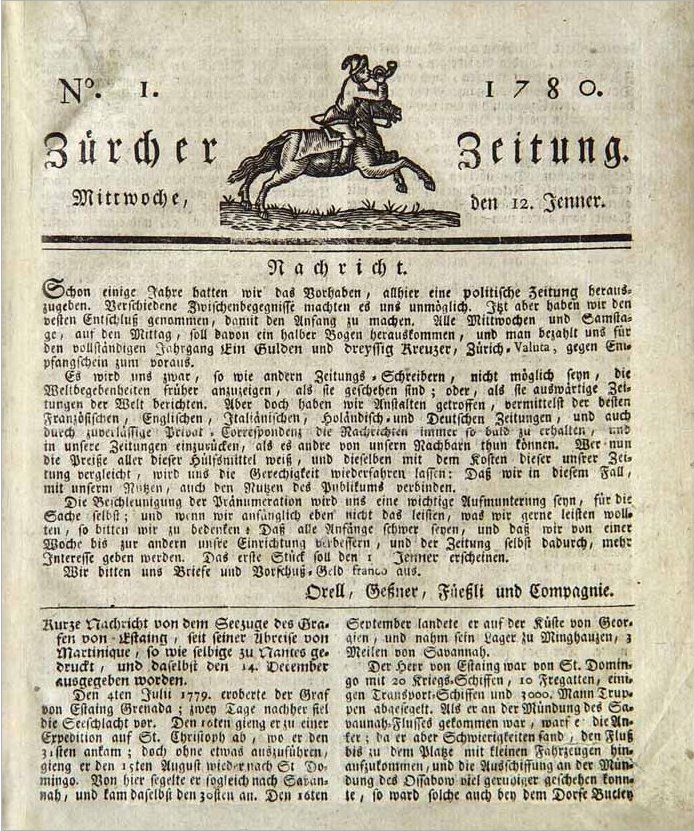 Nº. 1.
1780.
Zürcher Zeitung.
Mittwoche, den 12. Jenner.
Nachricht.
Schon einige Jahre hatten wir das Vorhaben, allhier eine politische Zeitung heraus-
zugeben. Verschiedene Zwischenbegegnisse machten es uns unmöglich. Itzt aber haben wir den
vesten Entschluß genommen, damit den Anfang zu machen. Alle Mittwochen und Samsta-
ge, auf den Mittag, soll davon ein halber Bogen herauskommen, und man bezahlt uns für
den vollständigen Jahrgang Ein Gulden und dreyssig Kreuzer, Zürich-Valuta, gegen Em-
pfangschein zum voraus.
Es wird uns zwar, so wie andern Zeitungs-Schreibern, nicht möglich seyn, die
Weltbegebenheiten früher anzuzeigen, als sie geschehen sind; oder, als sie auswärtige Zei-
tungen der Welt berichten. Aber doch haben wir Anstalten getroffen, vermittelst der besten
Französischen, Englischen, Italiänischen, Holändisch-und Deutschen Zeitungen, und auch
durch zuverlässige Privat-Correspondenz die Nachrichten immer so bald zu erhalten, und
in unsere Zeitungen einzurücken, als es andre von unsern Nachbarn thun können. Wer nun
die Preiße aller dieser Hülfsmittel weiß, und dieselben mit dem Kosten dieser unsrer Zei-
tung vergleicht, wird uns die Gerechtigkeit wiederfahren lassen: Daß wir in diesem Fall,
mit unserm Nutzen, auch den Nutzen des Publikums verbinden.
Die Beschleunigung der Pränumeration wird uns eine wichtige Aufmunterung seyn, für die
Sache selbst; und wenn wir anfänglich eben nicht das leisten, was wir gerne leisten woll-
ten, so bitten wir zu bedenken: Daß alle Anfänge schwer seyen, und daß wir von einer
Woche bis zur andern unsre Einrichtung verbessern, und der Zeitung selbst dadurch, mehr
Interesse geben werden. Das erste Stück soll den 1 Jenner erscheinen.
Wir bitten uns Briefe und Vorschuß-Geld franco aus.
Orell, Geßner, Füeßli und Compagnie.
Kurze Nachricht von dem Seezuge des Gra-
fen von Estaing, seit seiner Abreise von
Martinique, so wie selbige zu Nantes ge-
druckt, und daselbst den 14. December
ausgegeben worden.
Den 4ten Julii 1779. eroberte der Graf
von Estaing Grenada; zwey Tage nachher fiel
die Seeschlacht vor. Den 10ten gieng er zu einer
Expedition auf St. Christoph ab, wo er den
31sten ankam; doch ohne etwas auszuführen,
gieng er den 15ten August wieder nach St Do-
mingo. Von hier segelte er sogleich nach Savan-
nah, und kam daselbst den 30sten an. Den 10ten
September landete er auf der Küste von Geor-
gien, und nahm sein Lager zu Minghauzen, 3
Meilen von Savannah.
Der Herr von Estaing war von St. Domin-
go mit 20 Kriegs-Schiffen, 10 Fregatten, eini-
gen Transport-Schiffen und 3000. Mann Trup-
pen abgesegelt. Als er an der Mündung des Sa-
vannah-Flusses gekommen war, warf e die An-
ker; da er aber Schwierigkeiten fand, den Fluß
bis zu dem Platze mit kleinen Fahrzeugen hin-
aufzukommen, und die Ausschiffung an der Mün-
dung des Ossabow viel geruhiger geschehen konn-
te, so ward solche auch bey dem Dorfe Butley